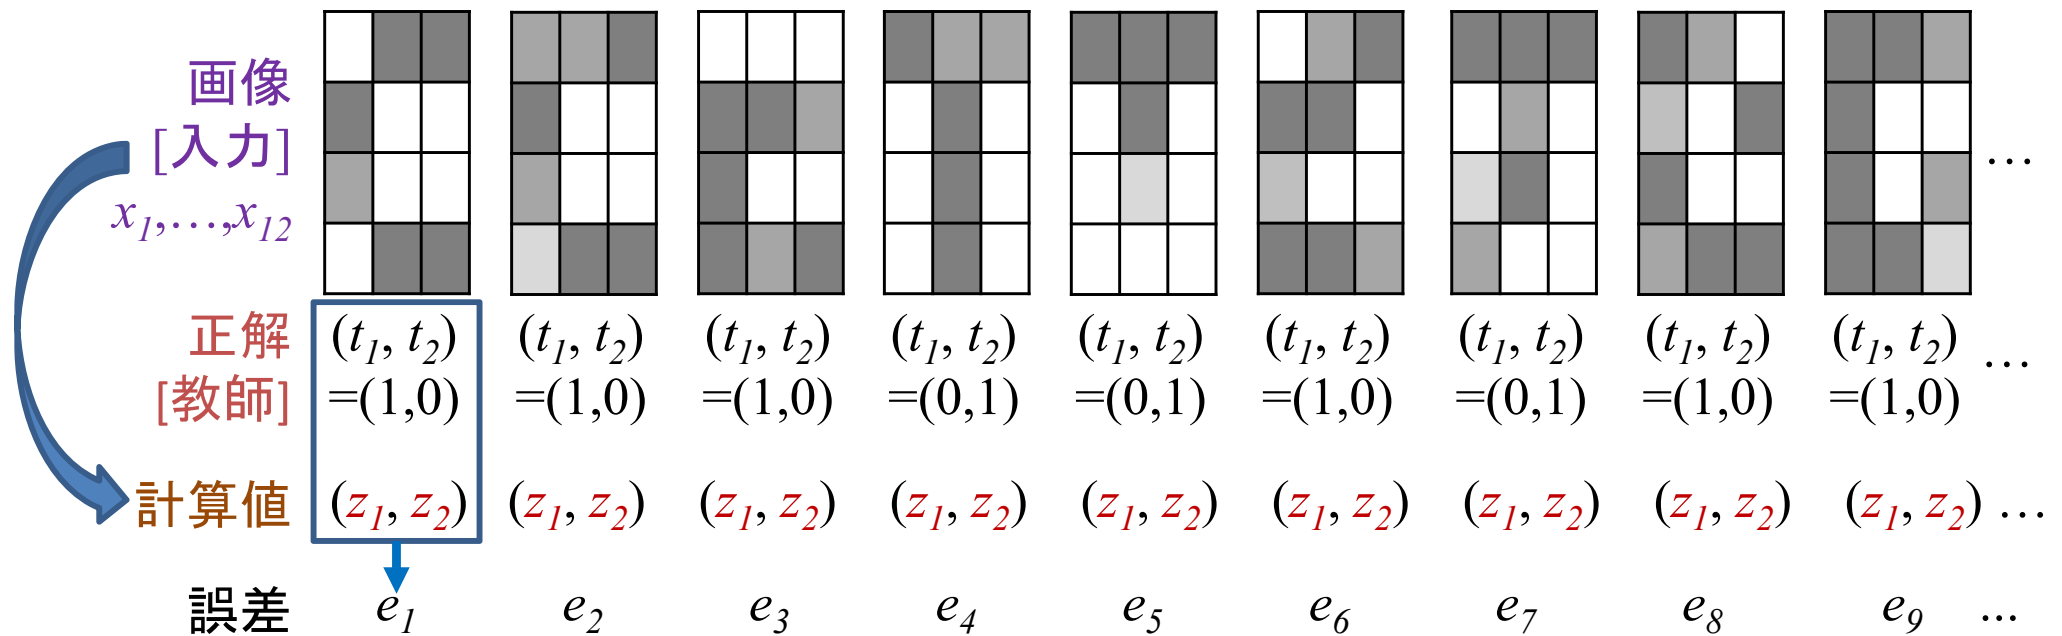 画像
[入力]
x1,…,x12
…
正解
[教師]
(t1, t2) (t1, t2) (t1, t2) (t1, t2) (t1, t2) (t1, t2) (t1, t2) (t1, t2) (t1, t2) …
=(1,0) =(1,0) =(1,0) =(0,1) =(0,1) =(1,0) =(0,1) =(1,0) =(1,0)
計算値 (z1, z2) (z1, z2) (z1, z2) (z1, z2) (z1, z2) (z1, z2) (z1, z2) (z1, z2) (z1, z2) …
誤差 e1 e2 e3 e4 e5 e6 e7 e8 e9 ...